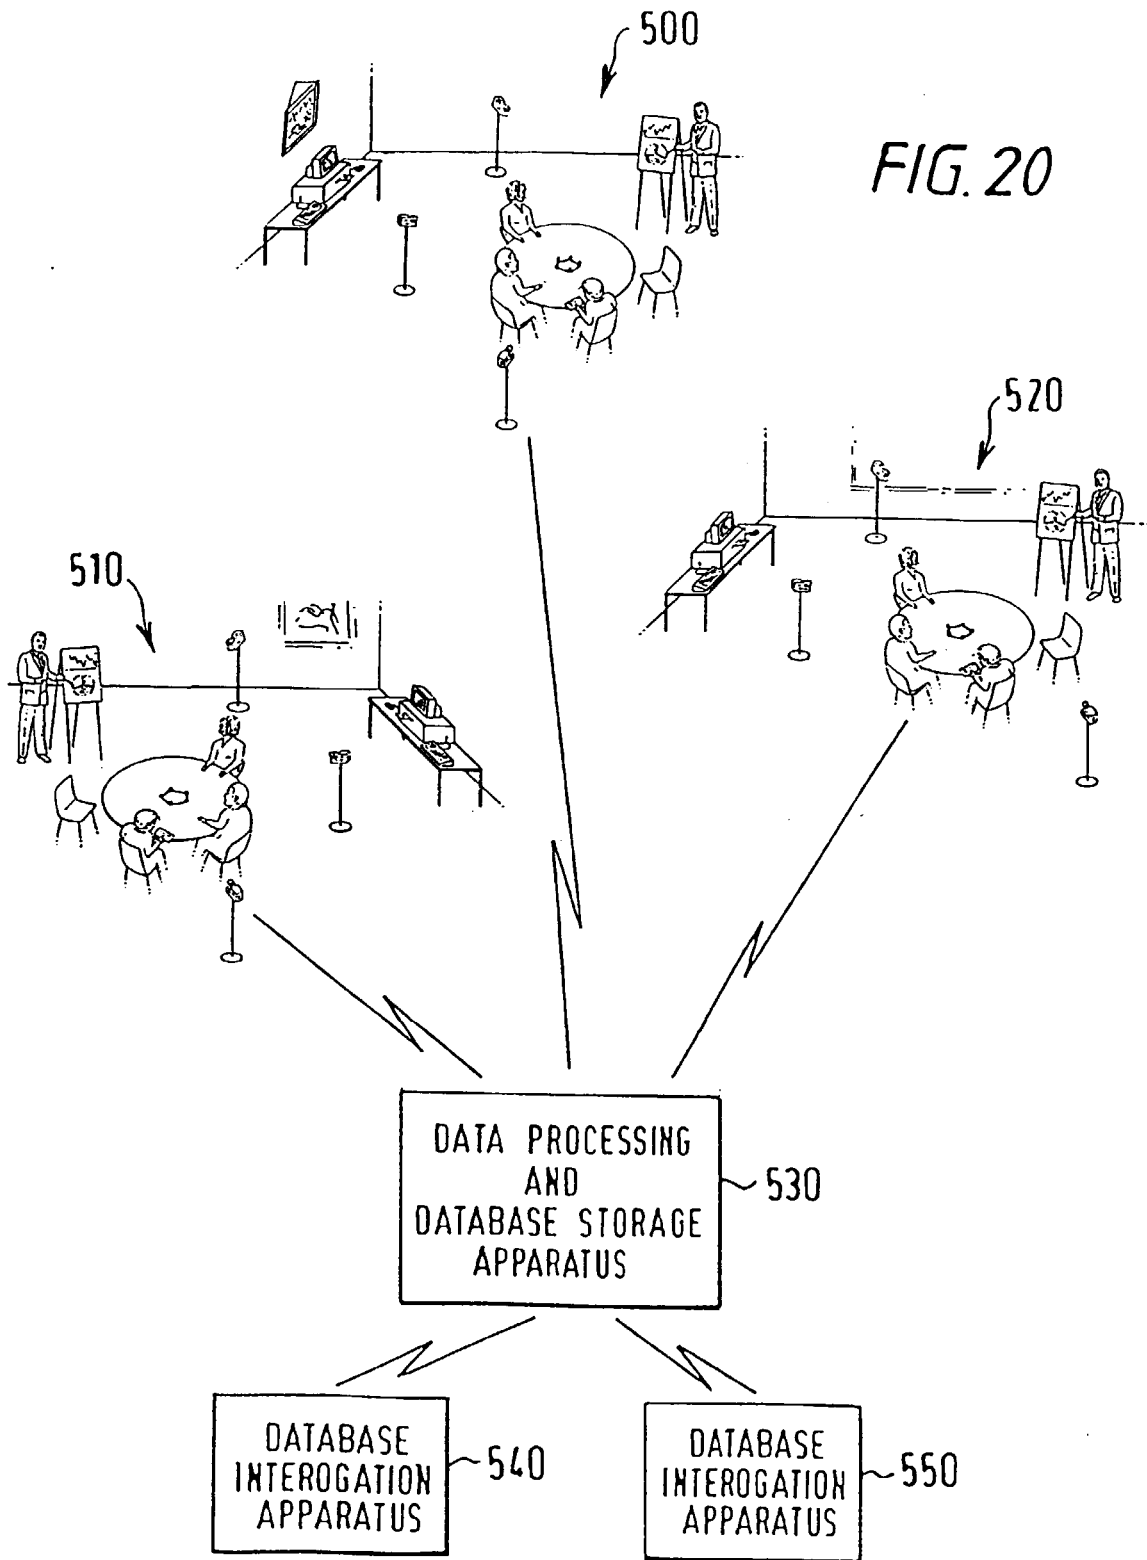 500
FIG. 20
520
510
DATA PROCESSING
AND
DATABASE STORAGE
APPARATUS
530
DATABASE
INTEROGATION
APPARATUS
540
DATABASE
INTEROGATION
APPARATUS
550